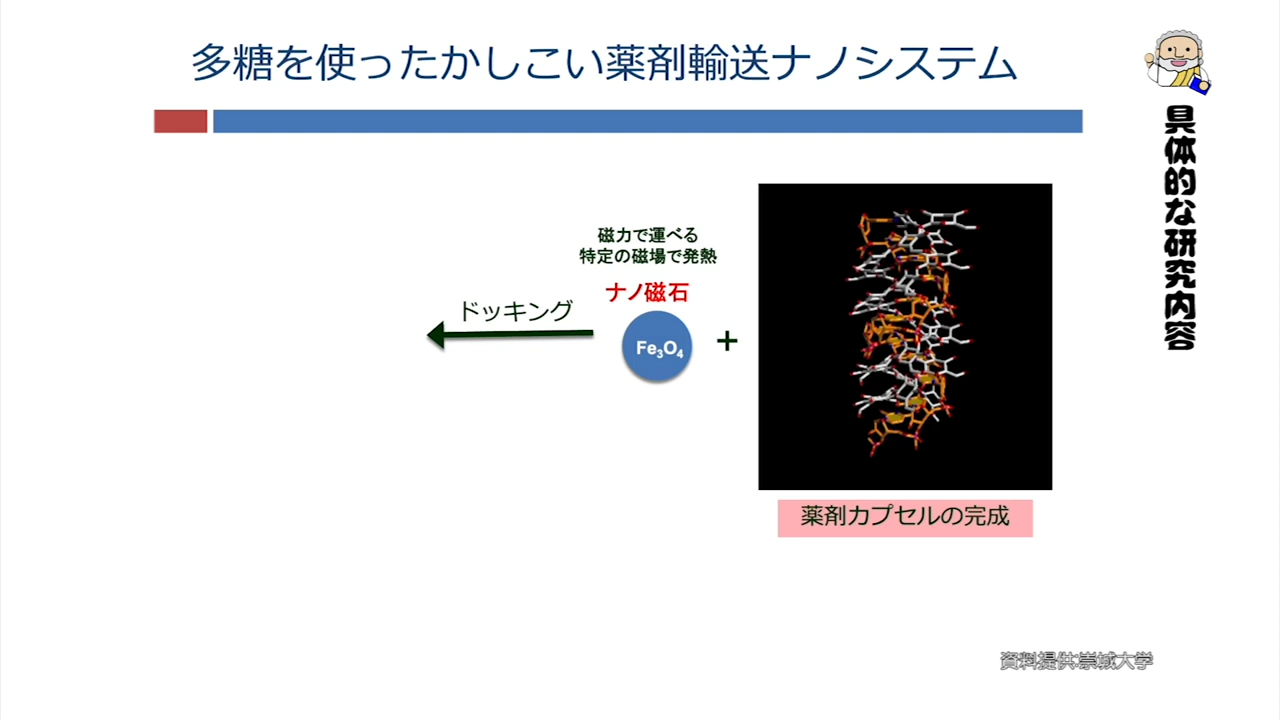 多糖を使ったかしこい薬剤輸送ナノシステム
具体的な研究内容
磁力で運べる
特定の磁場で発熱
ナノ磁石
ドッキング
Fe₃O₄
+
薬剤カプセルの完成
資料提供:崇城大学